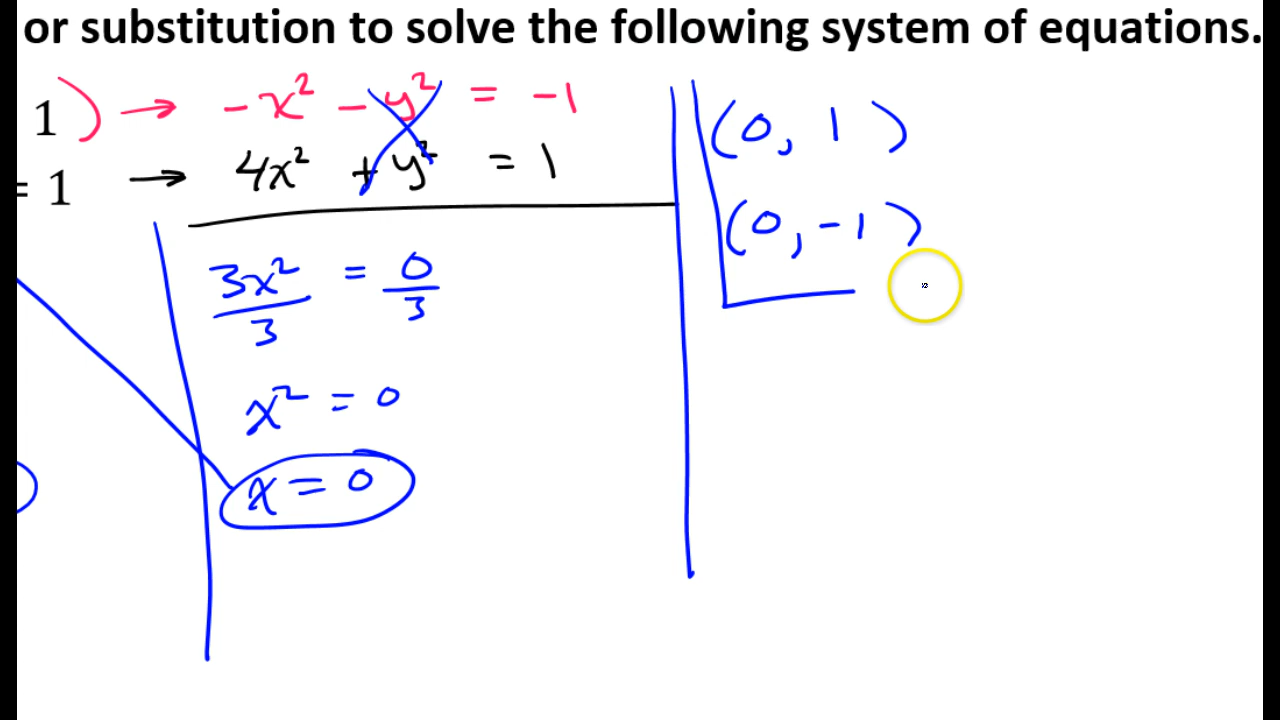 or substitution to solve the following system of equations.
1) → -x² - y² = -1
= 1 → 4x² + y² = 1
3x²/3 = 0/3
x² = 0
x = 0
(0, 1)
(0, -1)